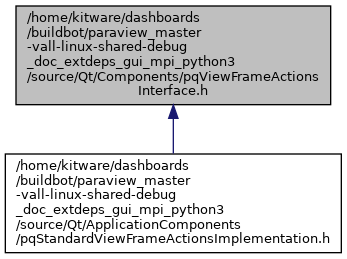 /home/kitware/dashboards
/buildbot/paraview_master
-vall-linux-shared-debug
_doc_extdeps_gui_mpi_python3
/source/Qt/Components/pqViewFrameActions
Interface.h
/home/kitware/dashboards
/buildbot/paraview_master
-vall-linux-shared-debug
_doc_extdeps_gui_mpi_python3
/source/Qt/ApplicationComponents
/pqStandardViewFrameActionsImplementation.h